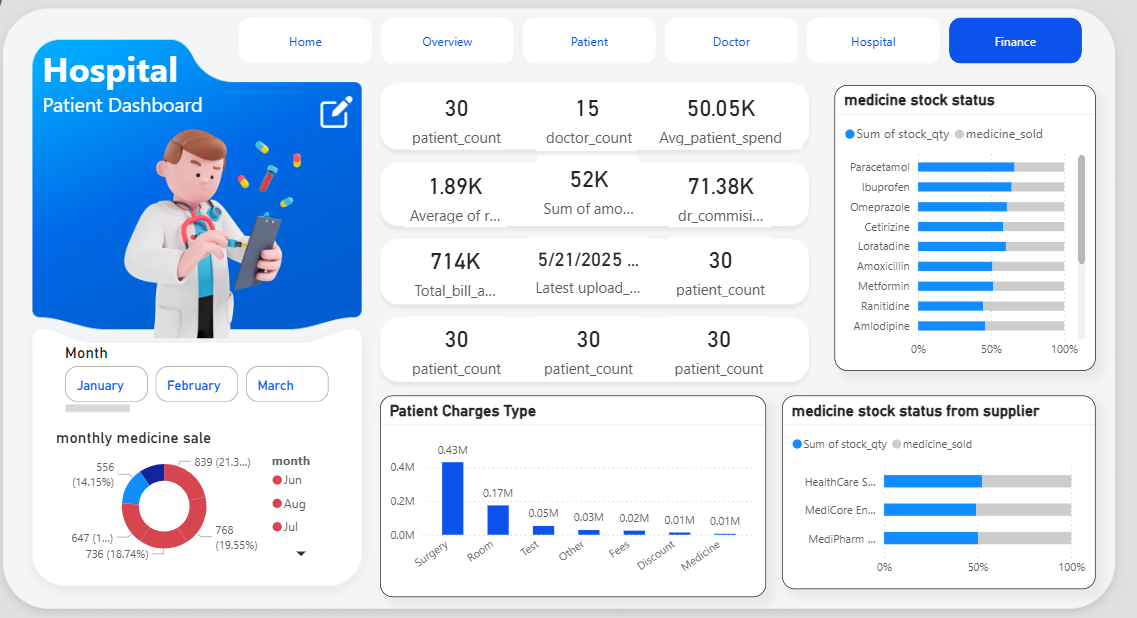 Home
Overview
Patient
Doctor
Hospital
Finance
Hospital
Patient Dashboard
30
patient_count
15
doctor_count
50.05K
Avg_patient_spend
1.89K
Average of r...
52K
Sum of amo...
71.38K
dr_commisi...
714K
Total_bill_a...
5/21/2025 ...
Latest upload_...
30
patient_count
30
patient_count
30
patient_count
30
patient_count
medicine stock status
Sum of stock_qty
medicine_sold
Paracetamol
Ibuprofen
Omeprazole
Cetirizine
Loratadine
Amoxicillin
Metformin
Ranitidine
Amlodipine
0%
50%
100%
Month
January
February
March
monthly medicine sale
839 (21.3...)
556
(14.15%)
768
(19.55%)
647 (1...)
736 (18.74%)
month
Jun
Aug
Jul
Patient Charges Type
0.4M
0.2M
0.0M
0.43M
0.17M
0.05M
0.03M
0.02M
0.01M
0.01M
Surgery
Room
Test
Other
Fees
Discount
Medicine
medicine stock status from supplier
Sum of stock_qty
medicine_sold
HealthCare S...
MediCore En...
MediPharm ...
0%
50%
100%